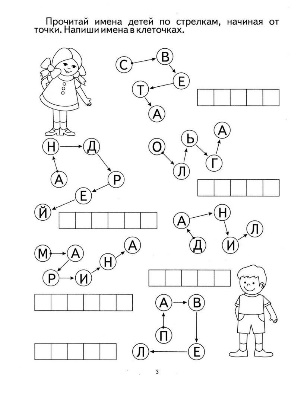 Прочитай имена детей по стрелкам, начиная от
точки. Напиши имена в клеточках.
С В
Т Е
А
Н Д
А Р
Й Е
О Ь А
Л Г
А Н
Д И Л
М А
Р И Н А
А В
П
Л Е
3